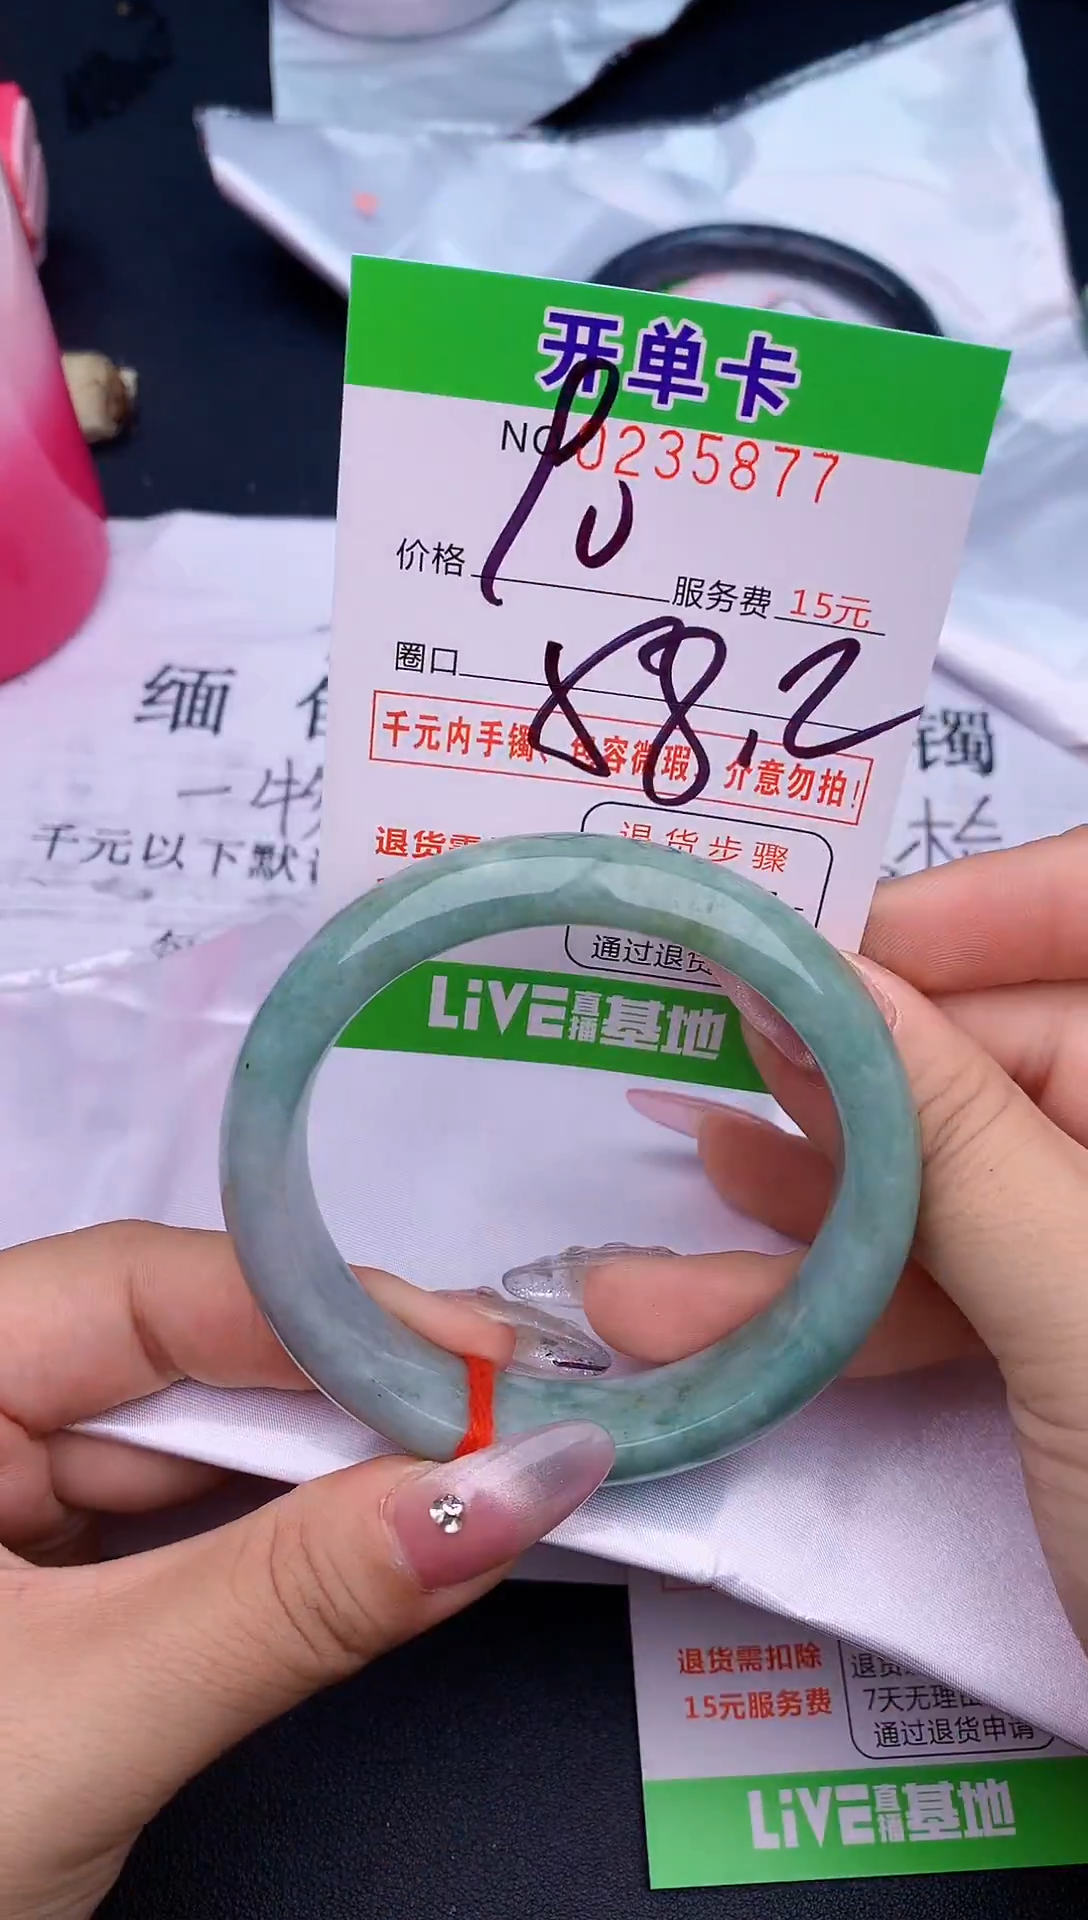 开单卡
NO 0235877
价格
服务费 15元
圈口 58.2
千元内手镯、包容微瑕、介意勿拍!
退货需
退货步骤
通过退货
LiVE直播基地
缅
镯
千元以下默
退货需扣除
15元服务费
退货
7天无理由
通过退货申请
LiVE直播基地